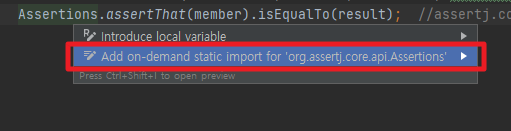 Assertions.assertThat(member).isEqualTo(result);  //assertj.co
Introduce local variable
Add on-demand static import for 'org.assertj.core.api.Assertions'
Press Ctrl+Shift+I to open preview